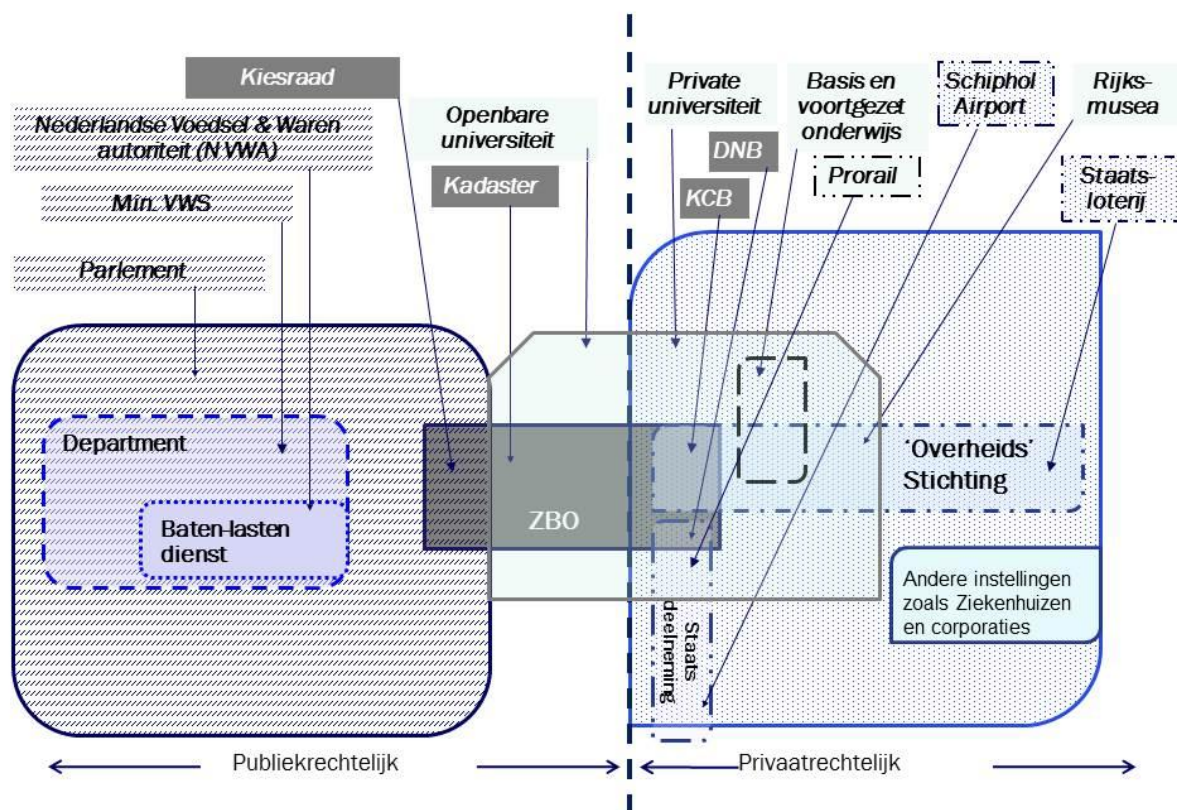 Kiesraad
Nederlandse Voedsel & Waren
autoriteit (NVWA)
Min. VWS
Parlement
Openbare
universiteit
Kadaster
Private
universiteit
DNB
KCB
Basis en
voortgezet
onderwijs
Prorail
Schiphol
Airport
Rijks-
musea
Staats-
loterij
Department
Baten-lasten
dienst
ZBO
'Overheids'
Stichting
Staats
deelneming
Andere instellingen
zoals Ziekenhuizen
en corporaties
Publiekrechtelijk
Privaatrechtelijk